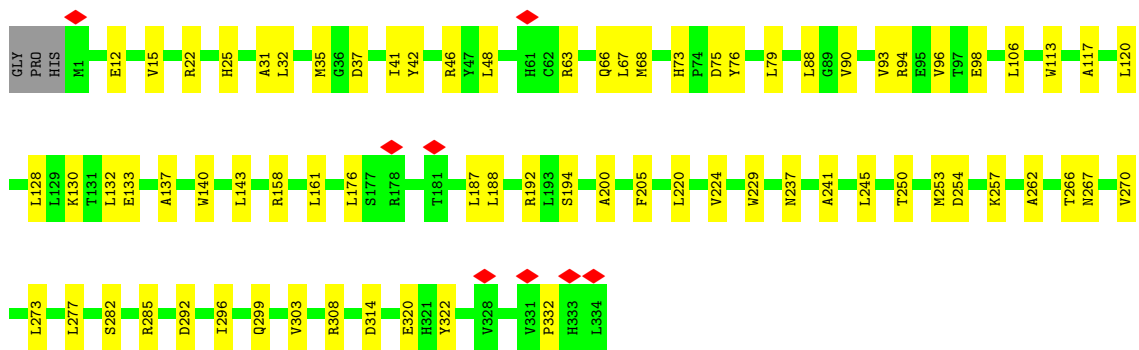 GLY PRO HIS M1 E12 V15 R22 H25 A31 L32 M35 G36 D37 I41 Y42 R46 Y47 L48 H61 C62 R63 Q66 L67 M68 H73 P74 D75 Y76 L79 L88 G89 V90 V93 R94 E95 V96 T97 E98 L106 W113 A117 L120
L128 L129 K130 T131 L132 E133 A137 W140 L143 R158 L161 L176 S177 R178 T181 L187 L188 R192 L193 S194 A200 F205 L220 V224 W229 N237 A241 L245 T250 M253 D254 K257 A262 T266 N267 V270
L273 L277 S282 R285 D292 I296 Q299 V303 R308 D314 E320 H321 Y322 V328 V331 P332 H333 L334